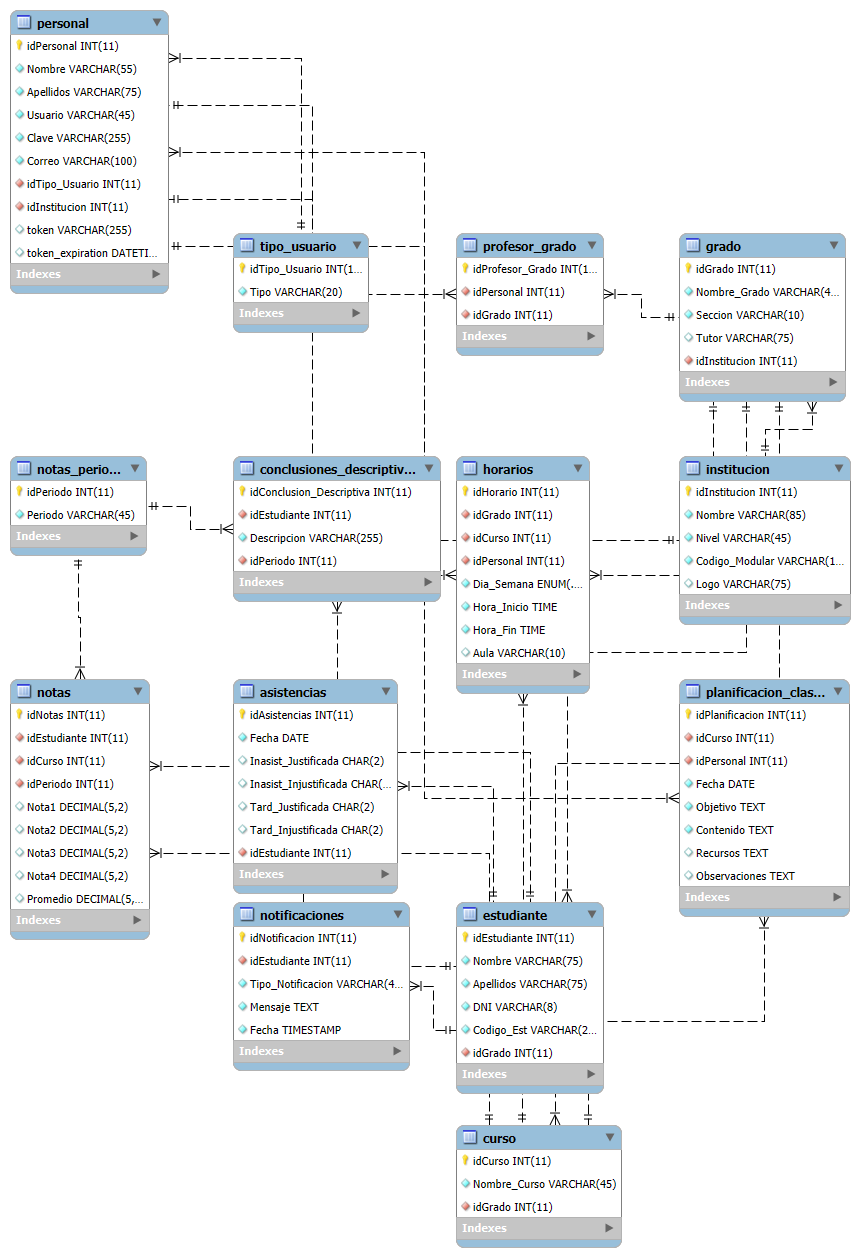 personal
idPersonal INT(11)
Nombre VARCHAR(55)
Apellidos VARCHAR(75)
Usuario VARCHAR(45)
Clave VARCHAR(255)
Correo VARCHAR(100)
idTipo_Usuario INT(11)
idInstitucion INT(11)
token VARCHAR(255)
token_expiration DATETI...
Indexes
tipo_usuario
idTipo_Usuario INT(1...
Tipo VARCHAR(20)
Indexes
profesor_grado
idProfesor_Grado INT(1...
idPersonal INT(11)
idGrado INT(11)
Indexes
grado
idGrado INT(11)
Nombre_Grado VARCHAR(4...
Seccion VARCHAR(10)
Tutor VARCHAR(75)
idInstitucion INT(11)
Indexes
notas_perio...
idPeriodo INT(11)
Periodo VARCHAR(45)
Indexes
conclusiones_descriptiv...
idConclusion_Descriptiva INT(11)
idEstudiante INT(11)
Descripcion VARCHAR(255)
idPeriodo INT(11)
Indexes
horarios
idHorario INT(11)
idGrado INT(11)
idCurso INT(11)
idPersonal INT(11)
Dia_Semana ENUM(...
Hora_Inicio TIME
Hora_Fin TIME
Aula VARCHAR(10)
Indexes
institucion
idInstitucion INT(11)
Nombre VARCHAR(85)
Nivel VARCHAR(45)
Codigo_Modular VARCHAR(1...
Logo VARCHAR(75)
Indexes
notas
idNotas INT(11)
idEstudiante INT(11)
idCurso INT(11)
idPeriodo INT(11)
Nota1 DECIMAL(5,2)
Nota2 DECIMAL(5,2)
Nota3 DECIMAL(5,2)
Nota4 DECIMAL(5,2)
Promedio DECIMAL(5,...
Indexes
asistencias
idAsistencias INT(11)
Fecha DATE
Inasist_Justificada CHAR(2)
Inasist_Injustificada CHAR(...
Tard_Justificada CHAR(2)
Tard_Injustificada CHAR(2)
idEstudiante INT(11)
Indexes
planificacion_clas...
idPlanificacion INT(11)
idCurso INT(11)
idPersonal INT(11)
Fecha DATE
Objetivo TEXT
Contenido TEXT
Recursos TEXT
Observaciones TEXT
Indexes
notificaciones
idNotificacion INT(11)
idEstudiante INT(11)
Tipo_Notificacion VARCHAR(4...
Mensaje TEXT
Fecha TIMESTAMP
Indexes
estudiante
idEstudiante INT(11)
Nombre VARCHAR(75)
Apellidos VARCHAR(75)
DNI VARCHAR(8)
Codigo_Est VARCHAR(2...
idGrado INT(11)
Indexes
curso
idCurso INT(11)
Nombre_Curso VARCHAR(45)
idGrado INT(11)
Indexes